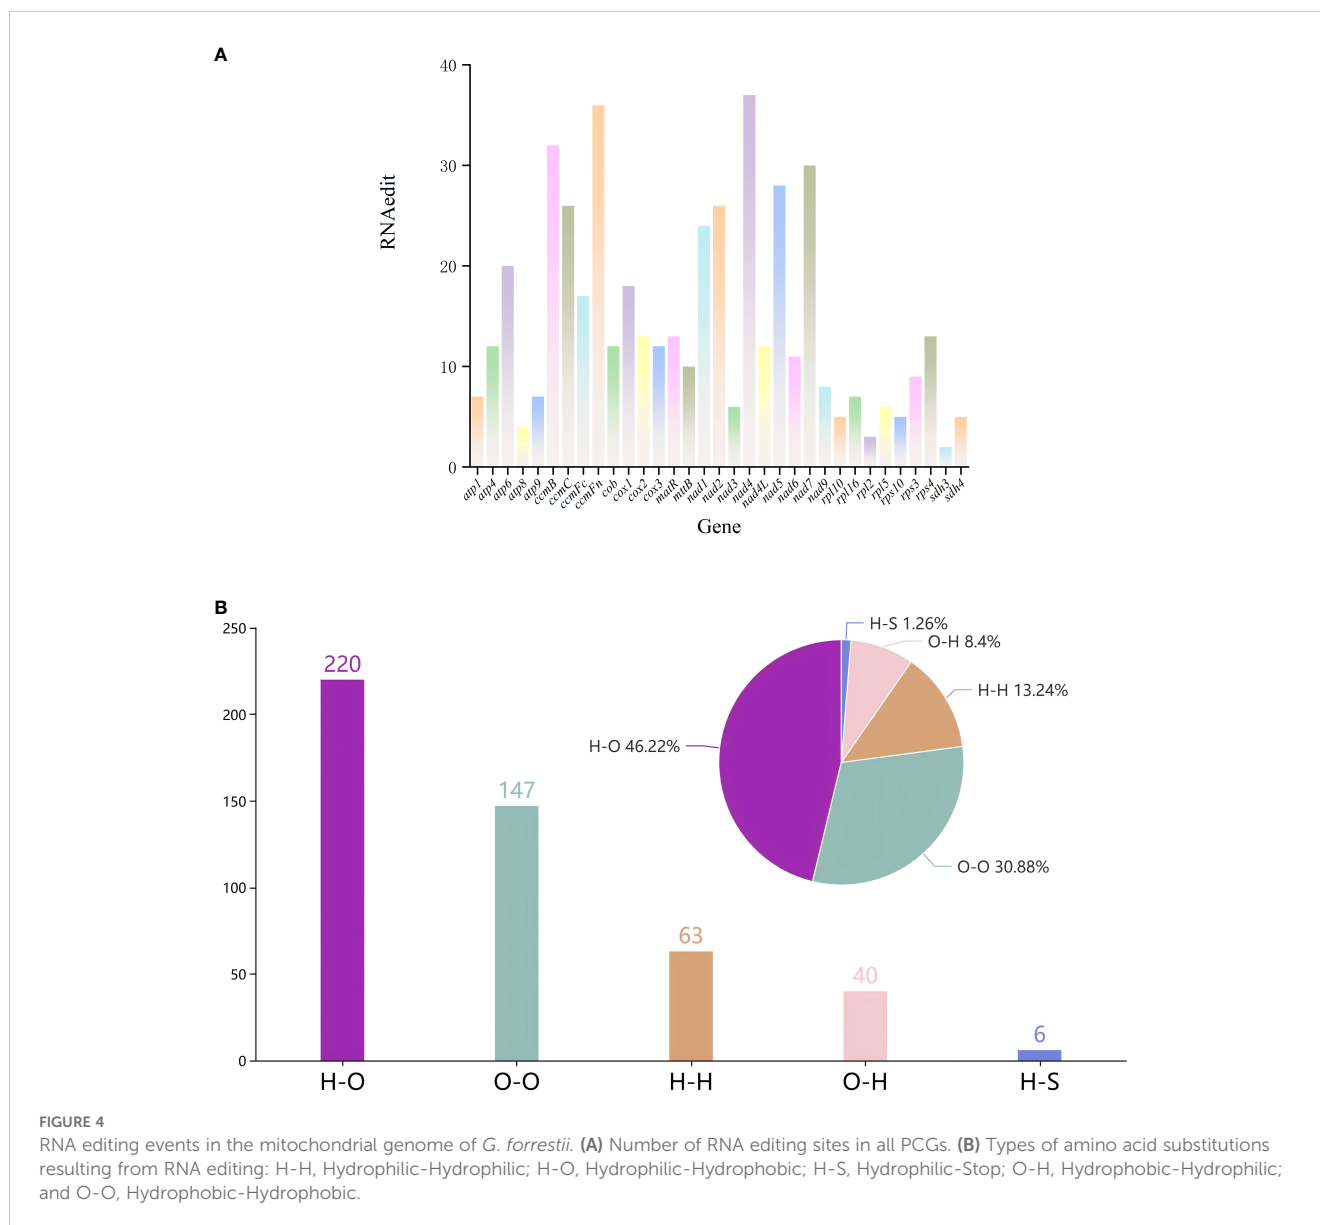 A
40
30
20
10
0
RNAedit
atp1 atp4 atp6 atp8 atp9 ccmB ccmC ccmFc ccmFn cob cox1 cox2 cox3 matR mttB nad1 nad2 nad3 nad4 nad4L nad5 nad6 nad7 nad9 rpl10 rpl16 rpl2 rpl5 rps10 rps3 rps4 sdh3 sdh4
Gene
B
250
200
150
100
50
0
220
147
63
40
6
H-S 1.26%
O-H 8.4%
H-H 13.24%
H-O 46.22%
O-O 30.88%
H-O O-O H-H O-H H-S
FIGURE 4
RNA editing events in the mitochondrial genome of G. forrestii. (A) Number of RNA editing sites in all PCGs. (B) Types of amino acid substitutions
resulting from RNA editing: H-H, Hydrophilic-Hydrophilic; H-O, Hydrophilic-Hydrophobic; H-S, Hydrophilic-Stop; O-H, Hydrophobic-Hydrophilic;
and O-O, Hydrophobic-Hydrophobic.